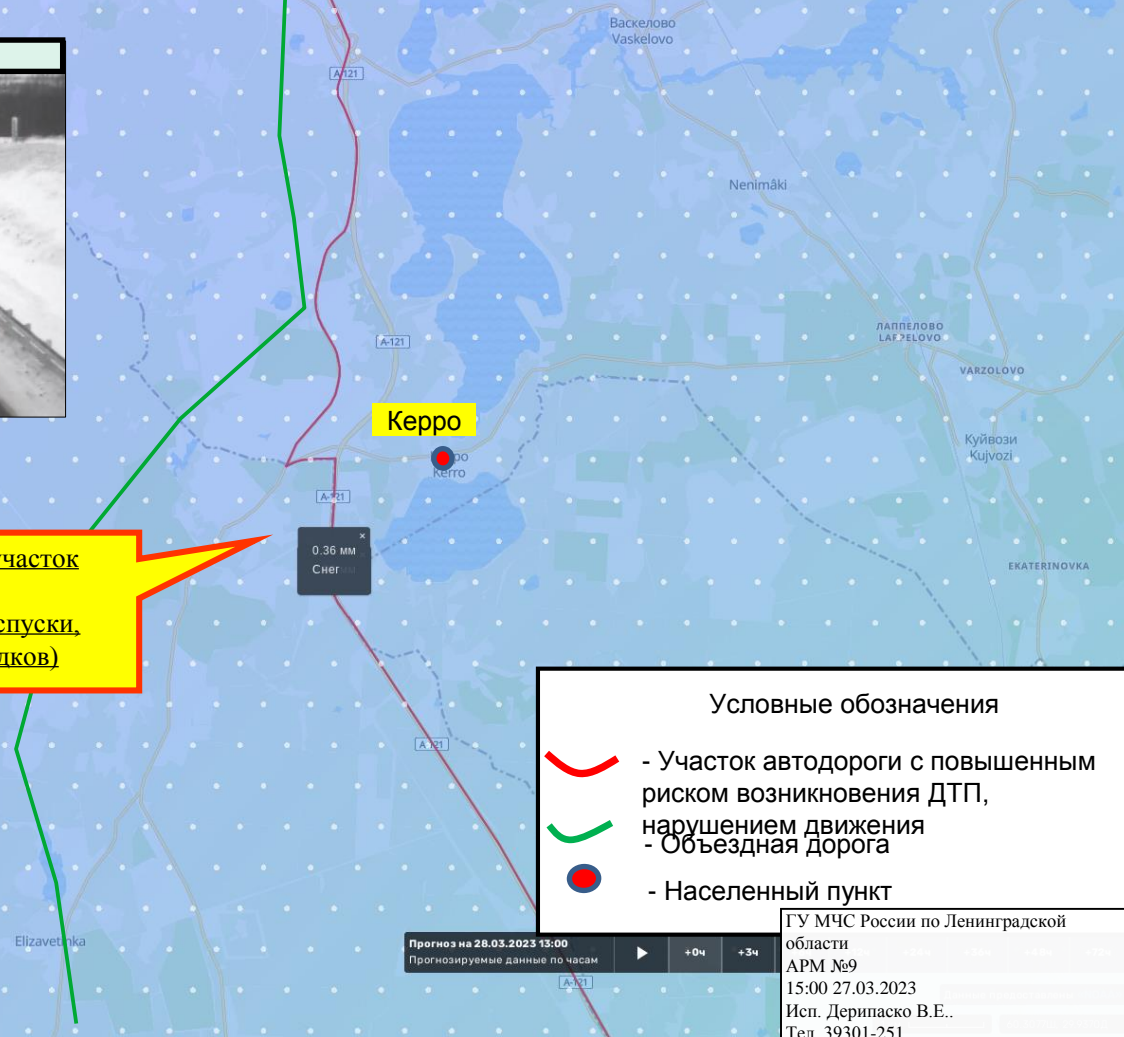 Васкелово
Vaskelovo
A-121
Nenimâki
ЛАППЕЛОВО
LAPPELOVO
A-121
VARZOLOVO
Керро
Kerro
Куйвози
Kujvozi
A-121
0.36 мм
Снег
участок
спуски,
EKATERINOVKA
Условные обозначения
- Участок автодороги с повышенным
риском возникновения ДТП,
нарушением движения
- Объездная дорога
- Населенный пункт
A-121
Elizavetinka
Прогноз на 28.03.2023 13:00
Прогнозируемые данные по часам
+0ч
+3ч
A-121
ГУ МЧС России по Ленинградской
области
АРМ №9
15:00 27.03.2023
Исп. Дерипаско В.Е..
Тел. 39301-251